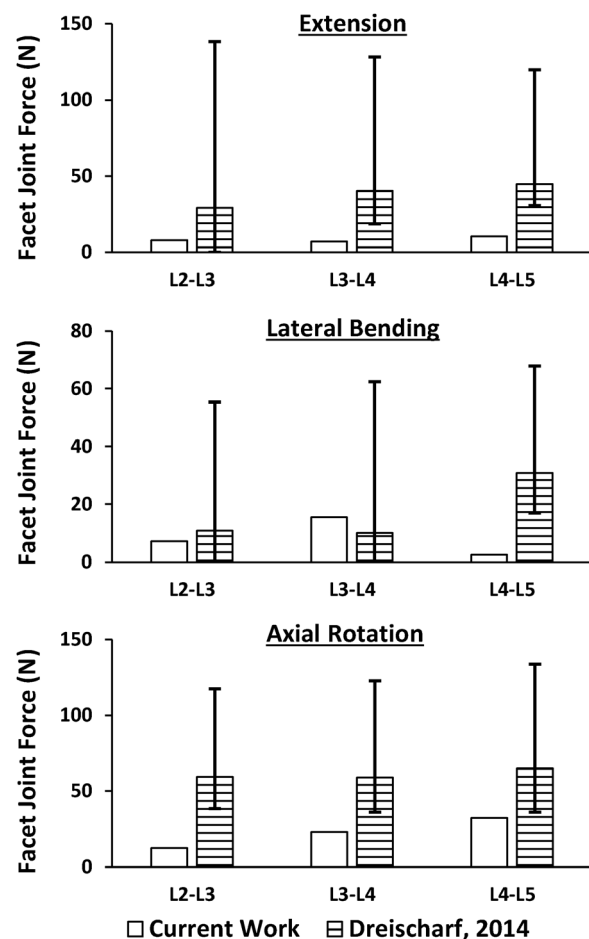 Extension
Facet Joint Force (N)
150
100
50
0
L2-L3 L3-L4 L4-L5
Lateral Bending
Facet Joint Force (N)
80
60
40
20
0
L2-L3 L3-L4 L4-L5
Axial Rotation
Facet Joint Force (N)
150
100
50
0
L2-L3 L3-L4 L4-L5
Current Work Dreischarf, 2014